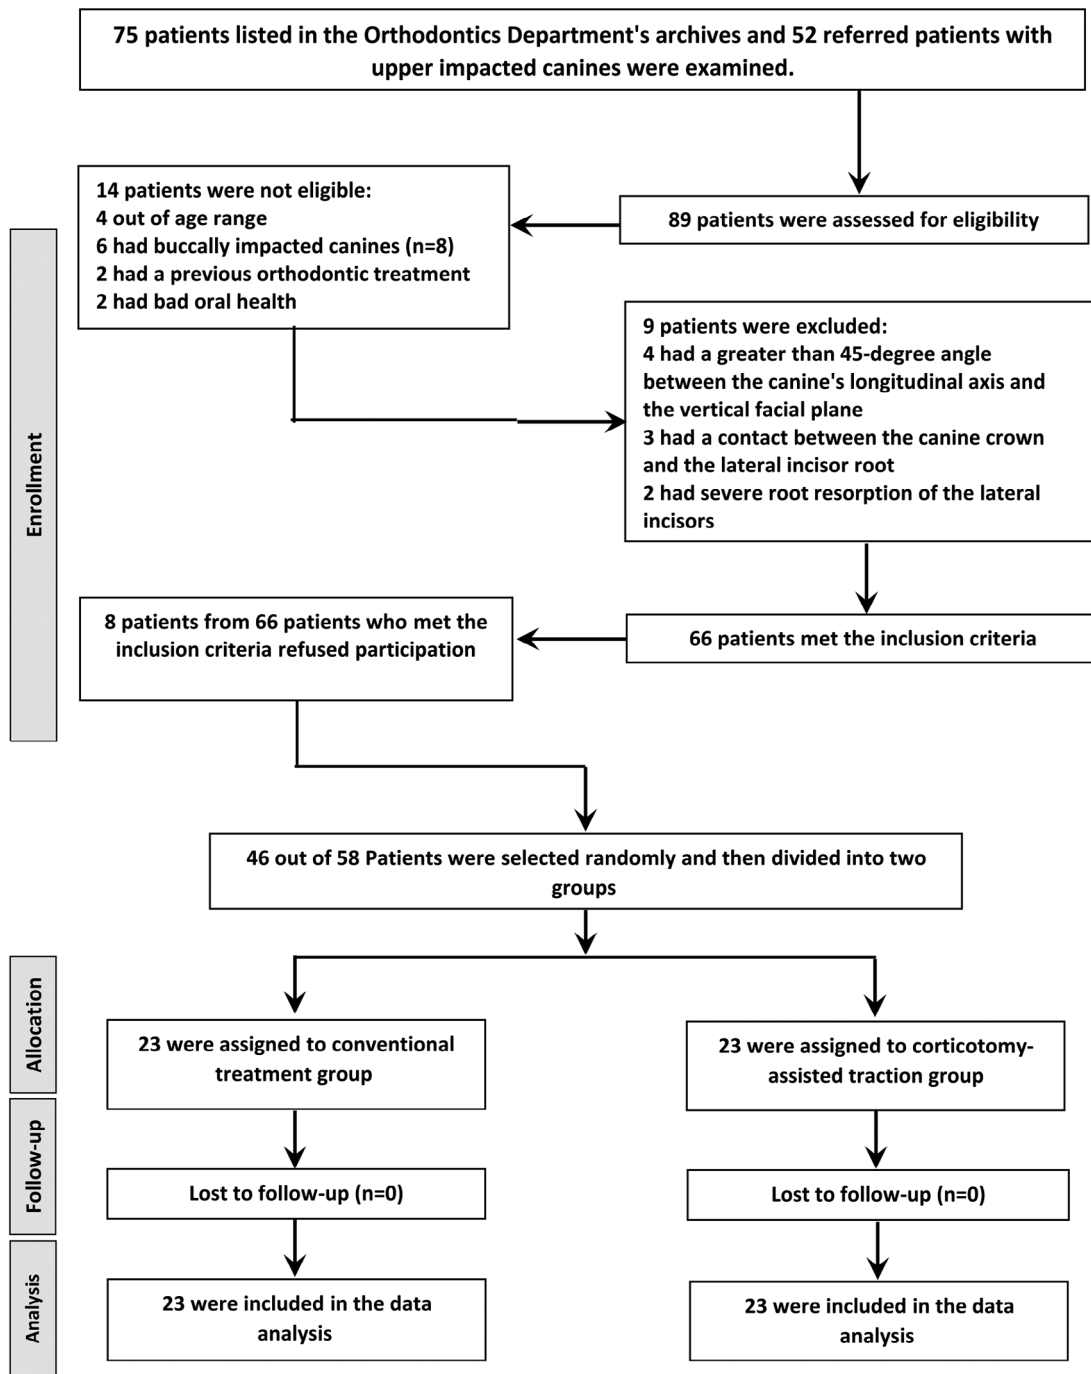 75 patients listed in the Orthodontics Department's archives and 52 referred patients with
upper impacted canines were examined.
89 patients were assessed for eligibility
14 patients were not eligible:
4 out of age range
6 had buccally impacted canines (n=8)
2 had a previous orthodontic treatment
2 had bad oral health
9 patients were excluded:
4 had a greater than 45-degree angle
between the canine's longitudinal axis and
the vertical facial plane
3 had a contact between the canine crown
and the lateral incisor root
2 had severe root resorption of the lateral
incisors
Enrollment
66 patients met the inclusion criteria
8 patients from 66 patients who met the
inclusion criteria refused participation
46 out of 58 Patients were selected randomly and then divided into two
groups
Allocation
23 were assigned to conventional
treatment group
23 were assigned to corticotomy-
assisted traction group
Follow-up
Lost to follow-up (n=0)
Lost to follow-up (n=0)
Analysis
23 were included in the data
analysis
23 were included in the data
analysis